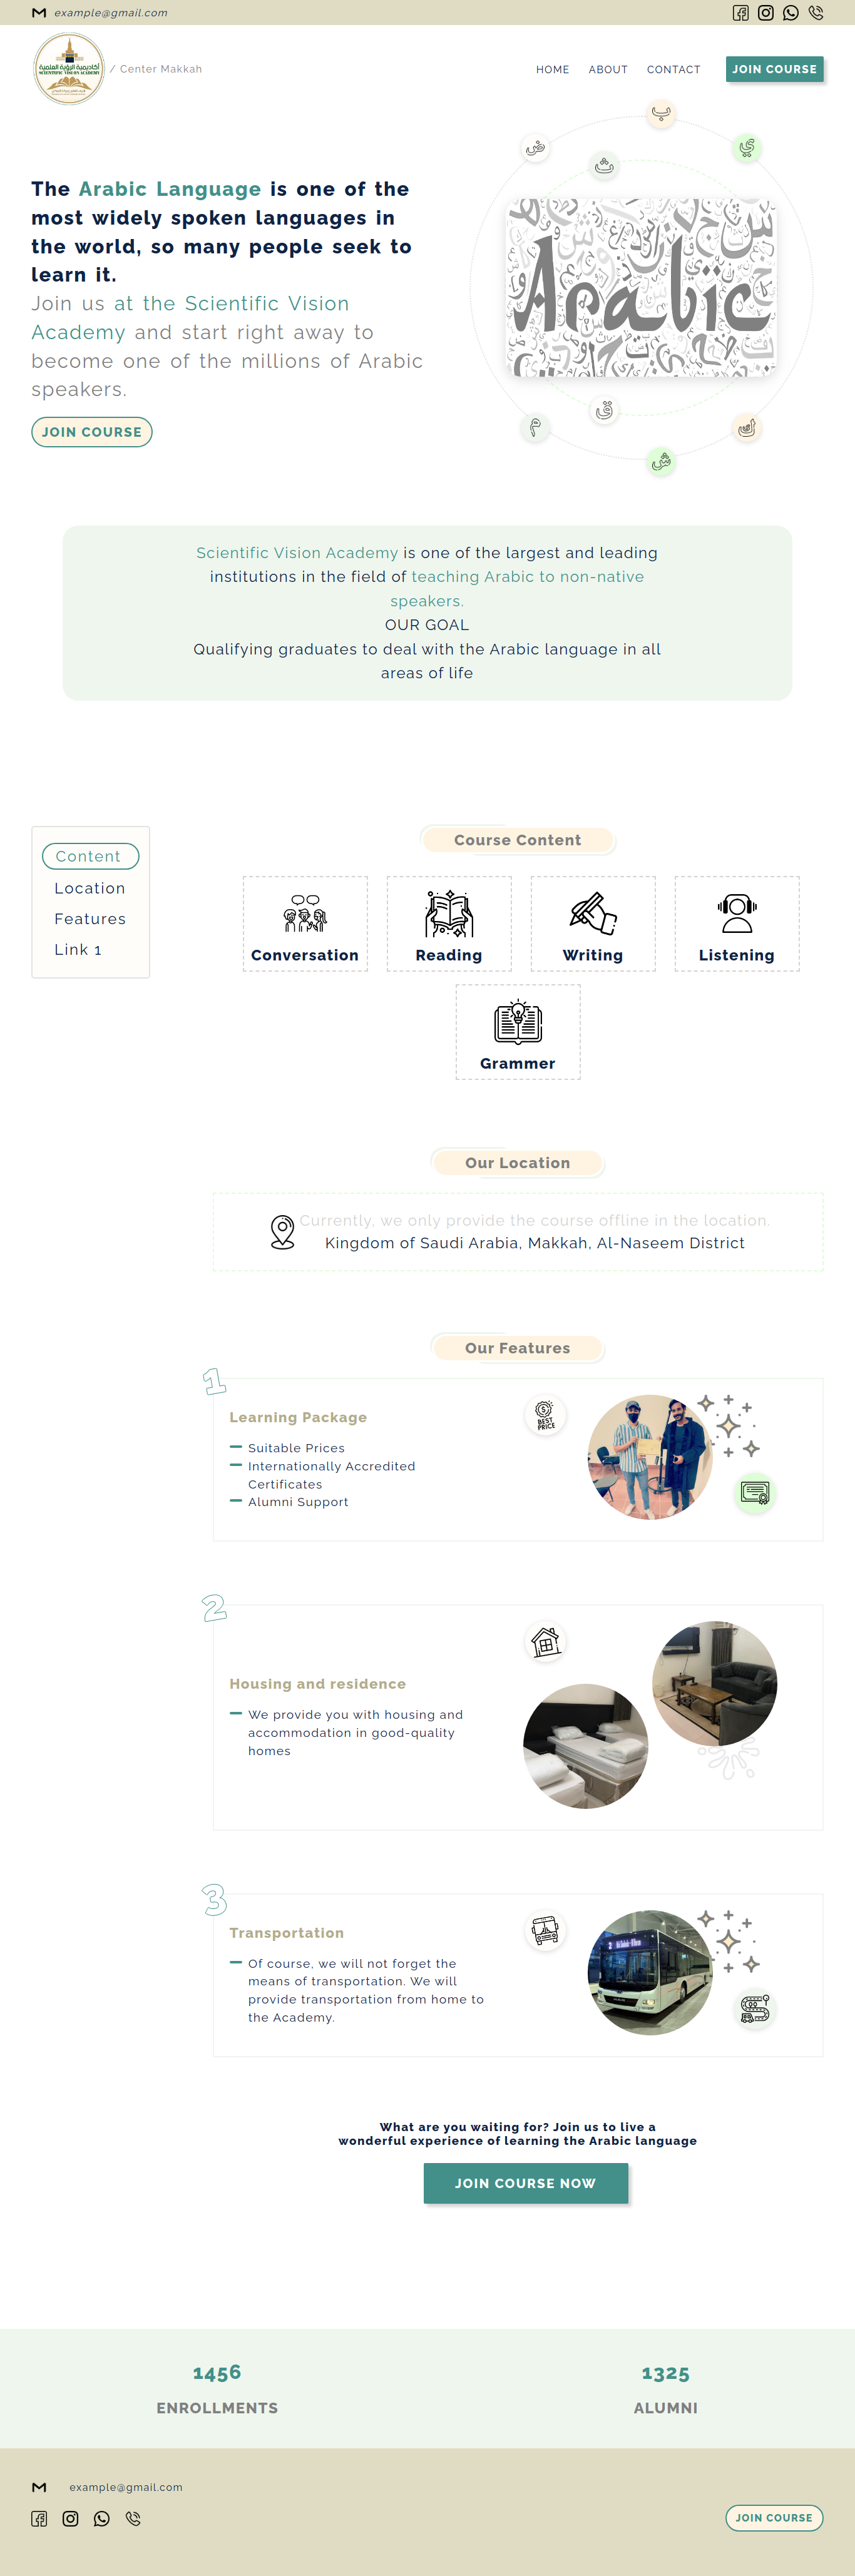 example@gmail.com
أكاديمية الرؤية العلمية
SCIENTIFIC VISION ACADEMY
/ Center Makkah
HOME ABOUT CONTACT JOIN COURSE
ب
ض
ي
ث
The Arabic Language is one of the
most widely spoken languages in
the world, so many people seek to
learn it.
Join us at the Scientific Vision
Academy and start right away to
become one of the millions of Arabic
speakers.
JOIN COURSE
Arabic
ق
م
ك
ش
Scientific Vision Academy is one of the largest and leading
institutions in the field of teaching Arabic to non-native
speakers.
OUR GOAL
Qualifying graduates to deal with the Arabic language in all
areas of life
Content
Location
Features
Link 1
Course Content
Conversation
Reading
Writing
Listening
Grammer
Our Location
Currently, we only provide the course offline in the location.
Kingdom of Saudi Arabia, Makkah, Al-Naseem District
Our Features
1
Learning Package
Suitable Prices
Internationally Accredited
Certificates
Alumni Support
BEST
PRICE
2
Housing and residence
We provide you with housing and
accommodation in good-quality
homes
3
Transportation
Of course, we will not forget the
means of transportation. We will
provide transportation from home to
the Academy.
What are you waiting for? Join us to live a
wonderful experience of learning the Arabic language
JOIN COURSE NOW
1456
ENROLLMENTS
1325
ALUMNI
example@gmail.com
JOIN COURSE